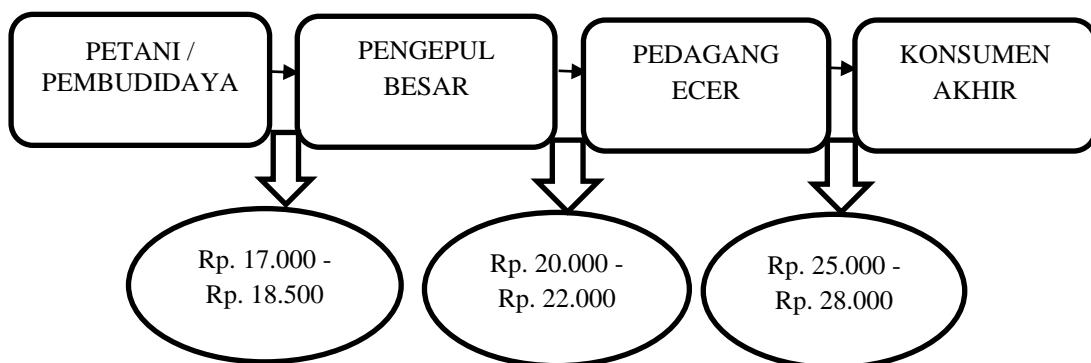 PETANI /
PEMBUDIDAYA
PENGEPUL
BESAR
PEDAGANG
ECER
KONSUMEN
AKHIR
Rp. 17.000 -
Rp. 18.500
Rp. 20.000 -
Rp. 22.000
Rp. 25.000 -
Rp. 28.000